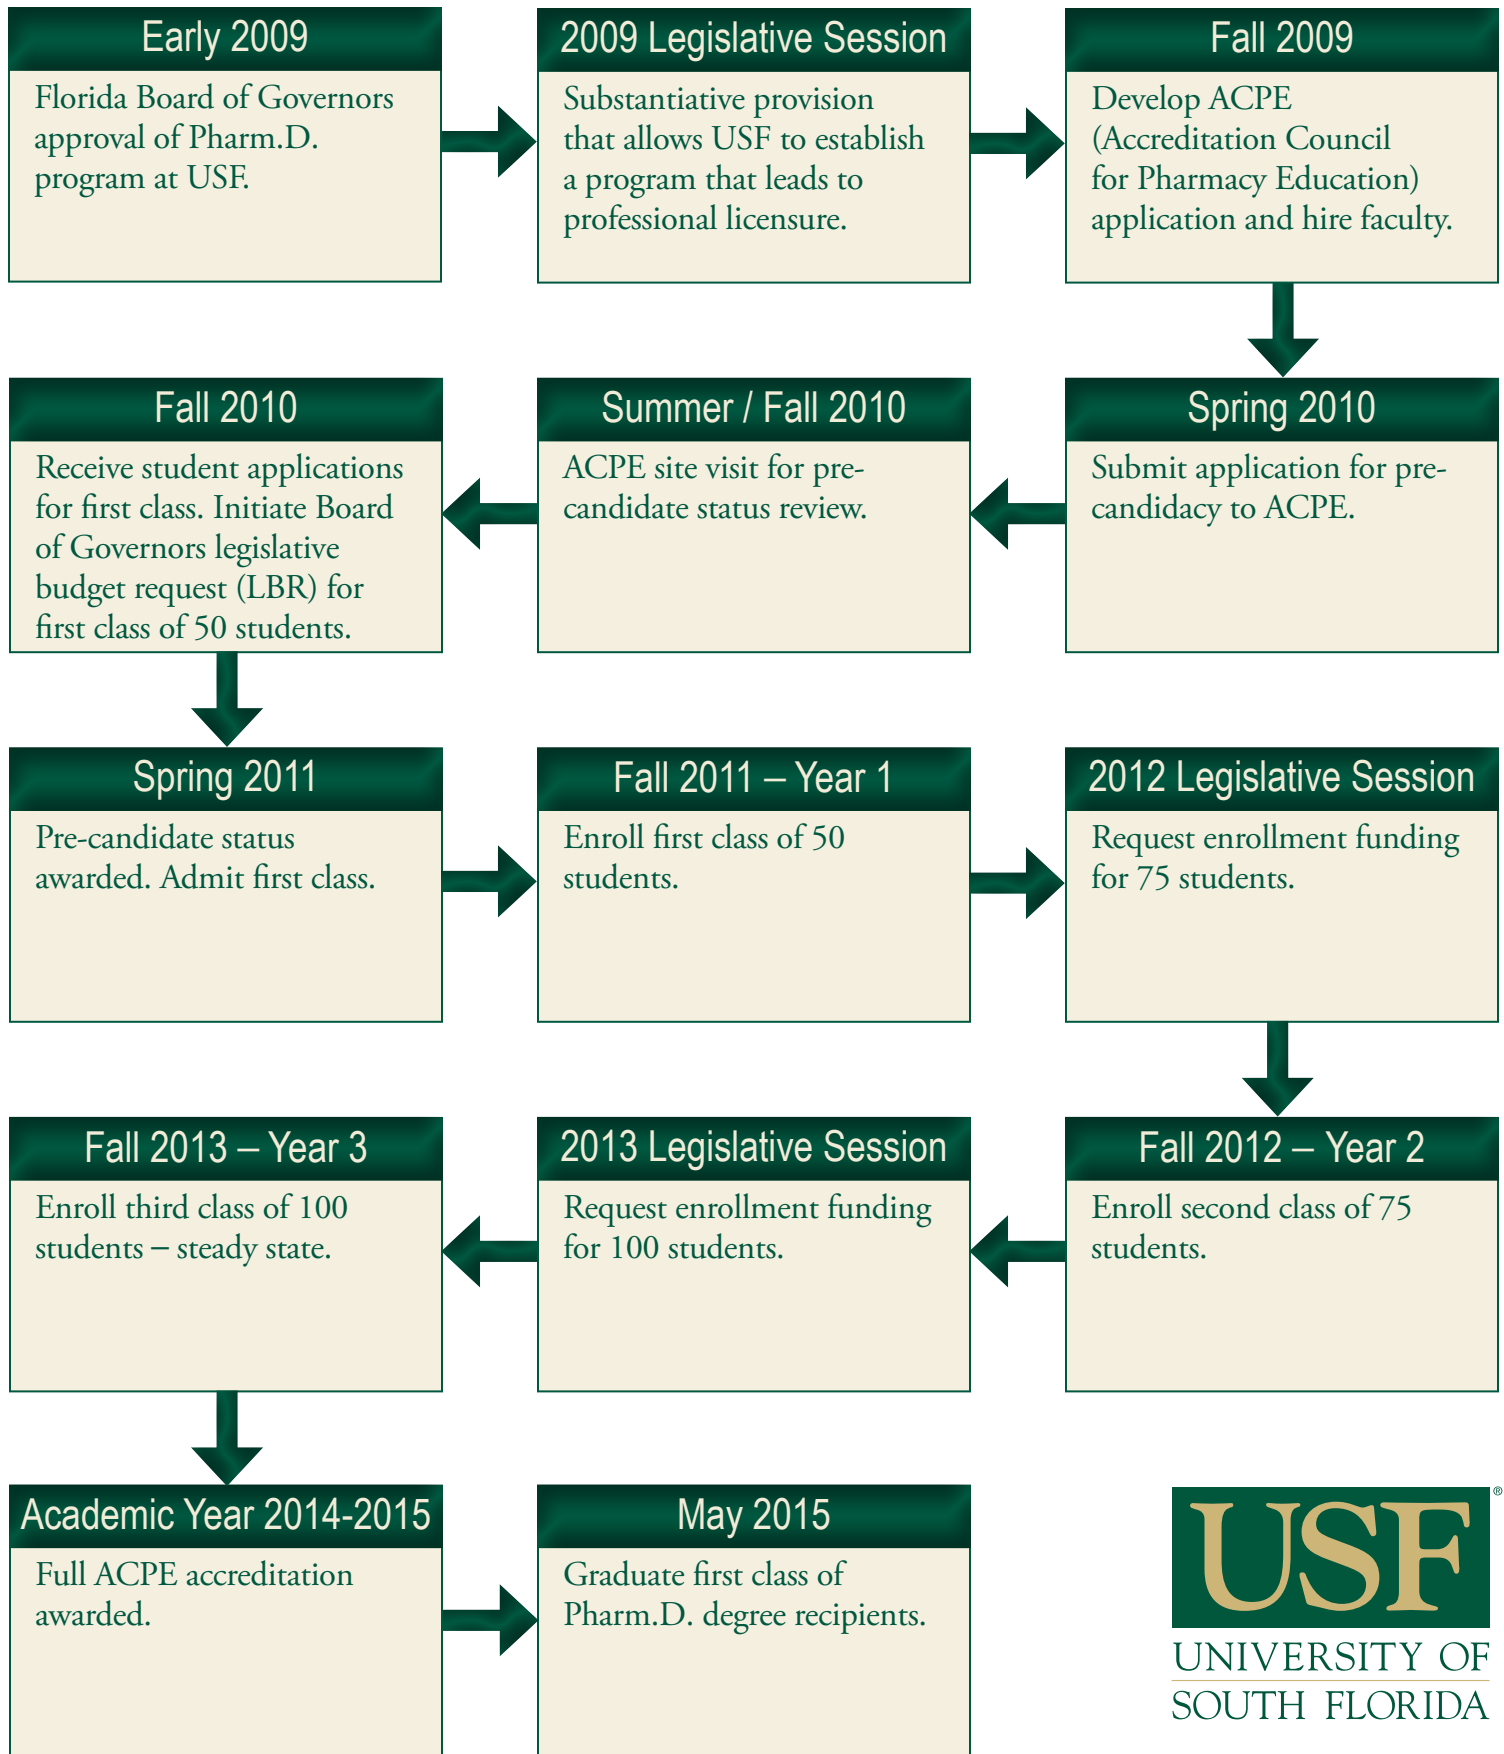 Early 2009
Florida Board of Governors
approval of Pharm.D.
program at USF.
2009 Legislative Session
Substantiative provision
that allows USF to establish
a program that leads to
professional licensure.
Fall 2009
Develop ACPE
(Accreditation Council
for Pharmacy Education)
application and hire faculty.
Spring 2010
Submit application for pre-
candidacy to ACPE.
Summer / Fall 2010
ACPE site visit for pre-
candidate status review.
Fall 2010
Receive student applications
for first class. Initiate Board
of Governors legislative
budget request (LBR) for
first class of 50 students.
Spring 2011
Pre-candidate status
awarded. Admit first class.
Fall 2011 – Year 1
Enroll first class of 50
students.
2012 Legislative Session
Request enrollment funding
for 75 students.
Fall 2012 – Year 2
Enroll second class of 75
students.
2013 Legislative Session
Request enrollment funding
for 100 students.
Fall 2013 – Year 3
Enroll third class of 100
students – steady state.
Academic Year 2014-2015
Full ACPE accreditation
awarded.
May 2015
Graduate first class of
Pharm.D. degree recipients.
USF®
UNIVERSITY OF
SOUTH FLORIDA